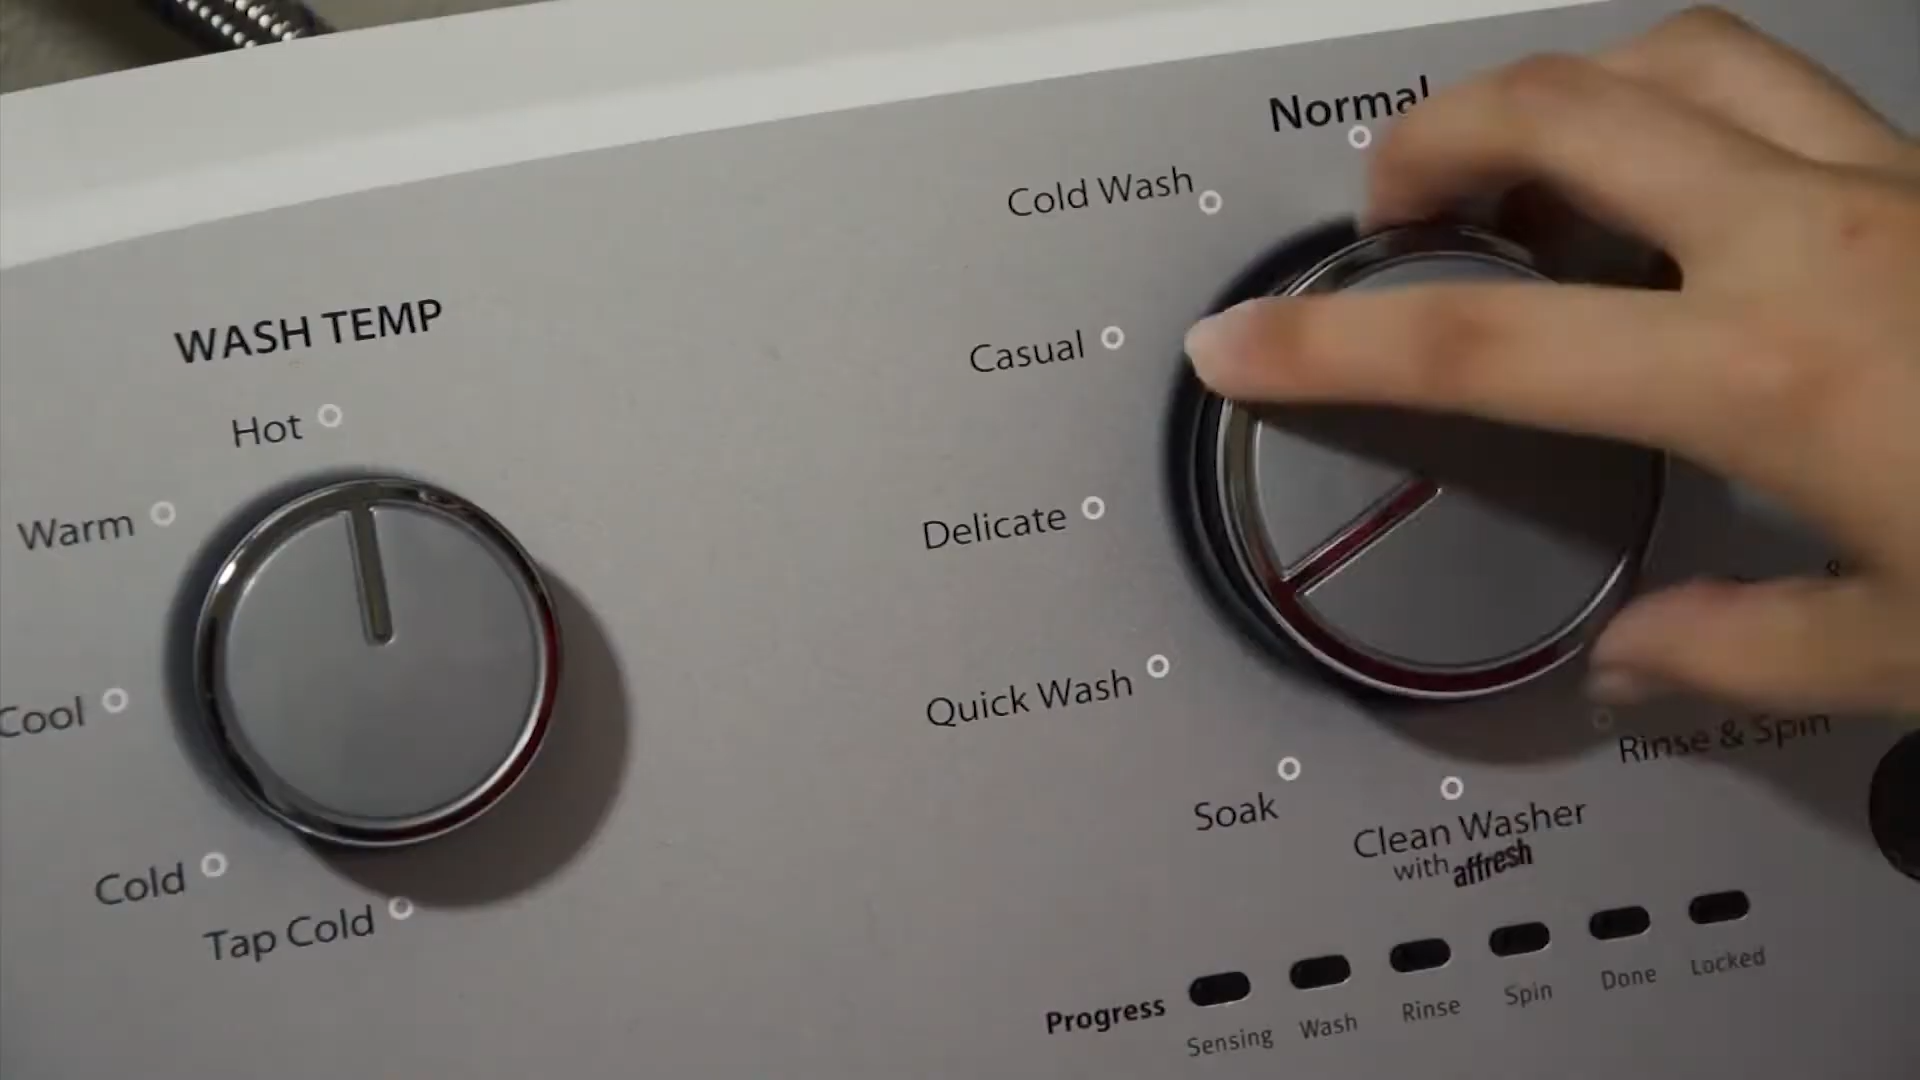 WASH TEMP
Hot
Warm
Cool
Cold
Tap Cold
Normal
Cold Wash
Casual
Delicate
Quick Wash
Soak
Clean Washer
with affresh
Rinse & Spin
Progress
Sensing
Wash
Rinse
Spin
Done
Locked